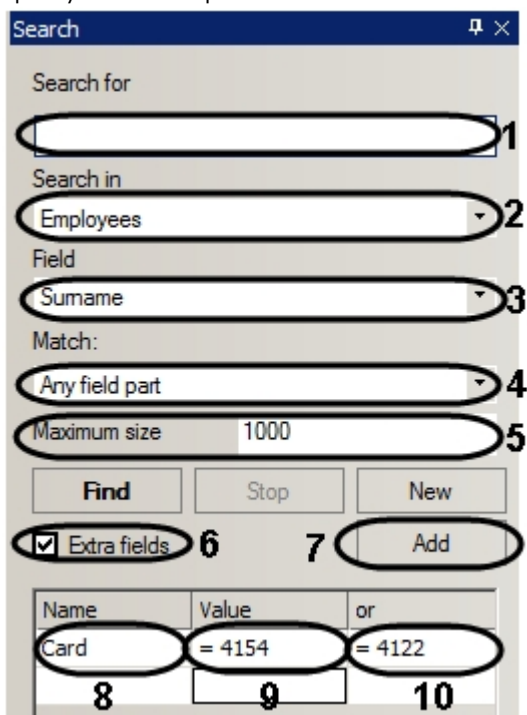 Search
Search for
1
Search in
Employees 2
Field
Surname 3
Match:
Any field part 4
Maximum size 1000 5
Find Stop New
Extra fields 6 7 Add
Name Value or
Card = 4154 = 4122
8 9 10